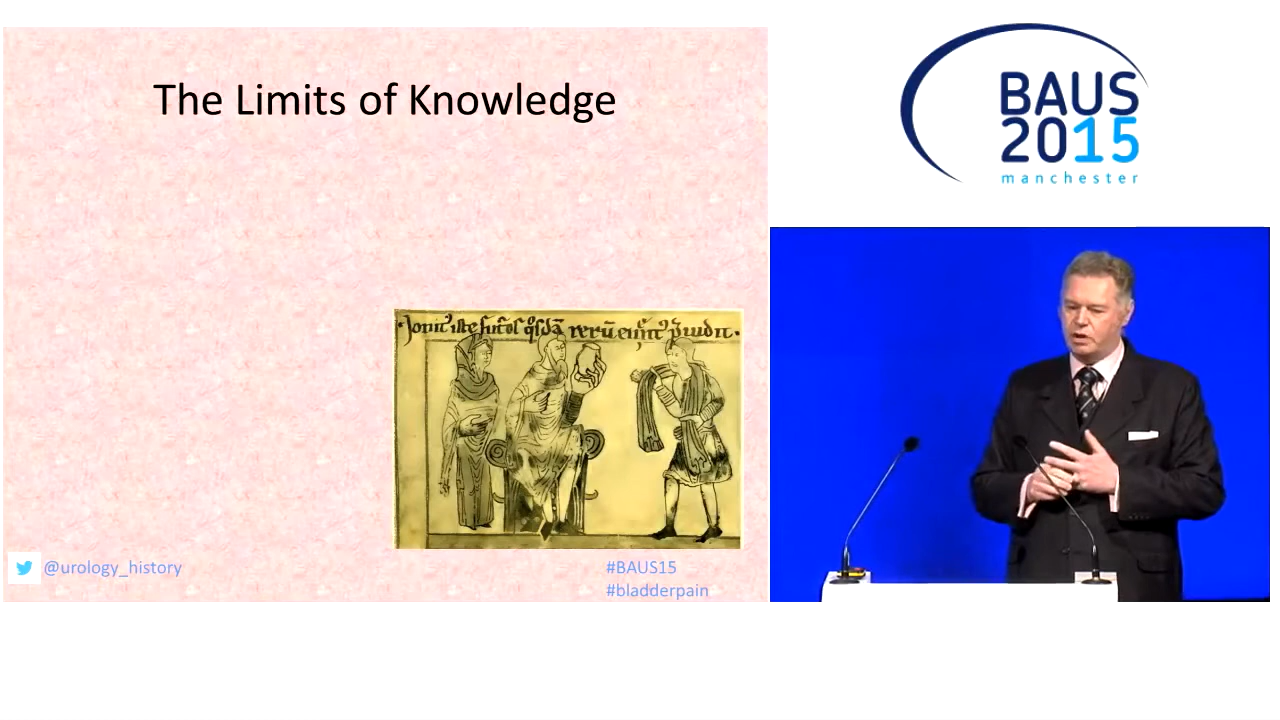 The Limits of Knowledge
@urology_history
#BAUS15
#bladderpain
BAUS
2015
manchester